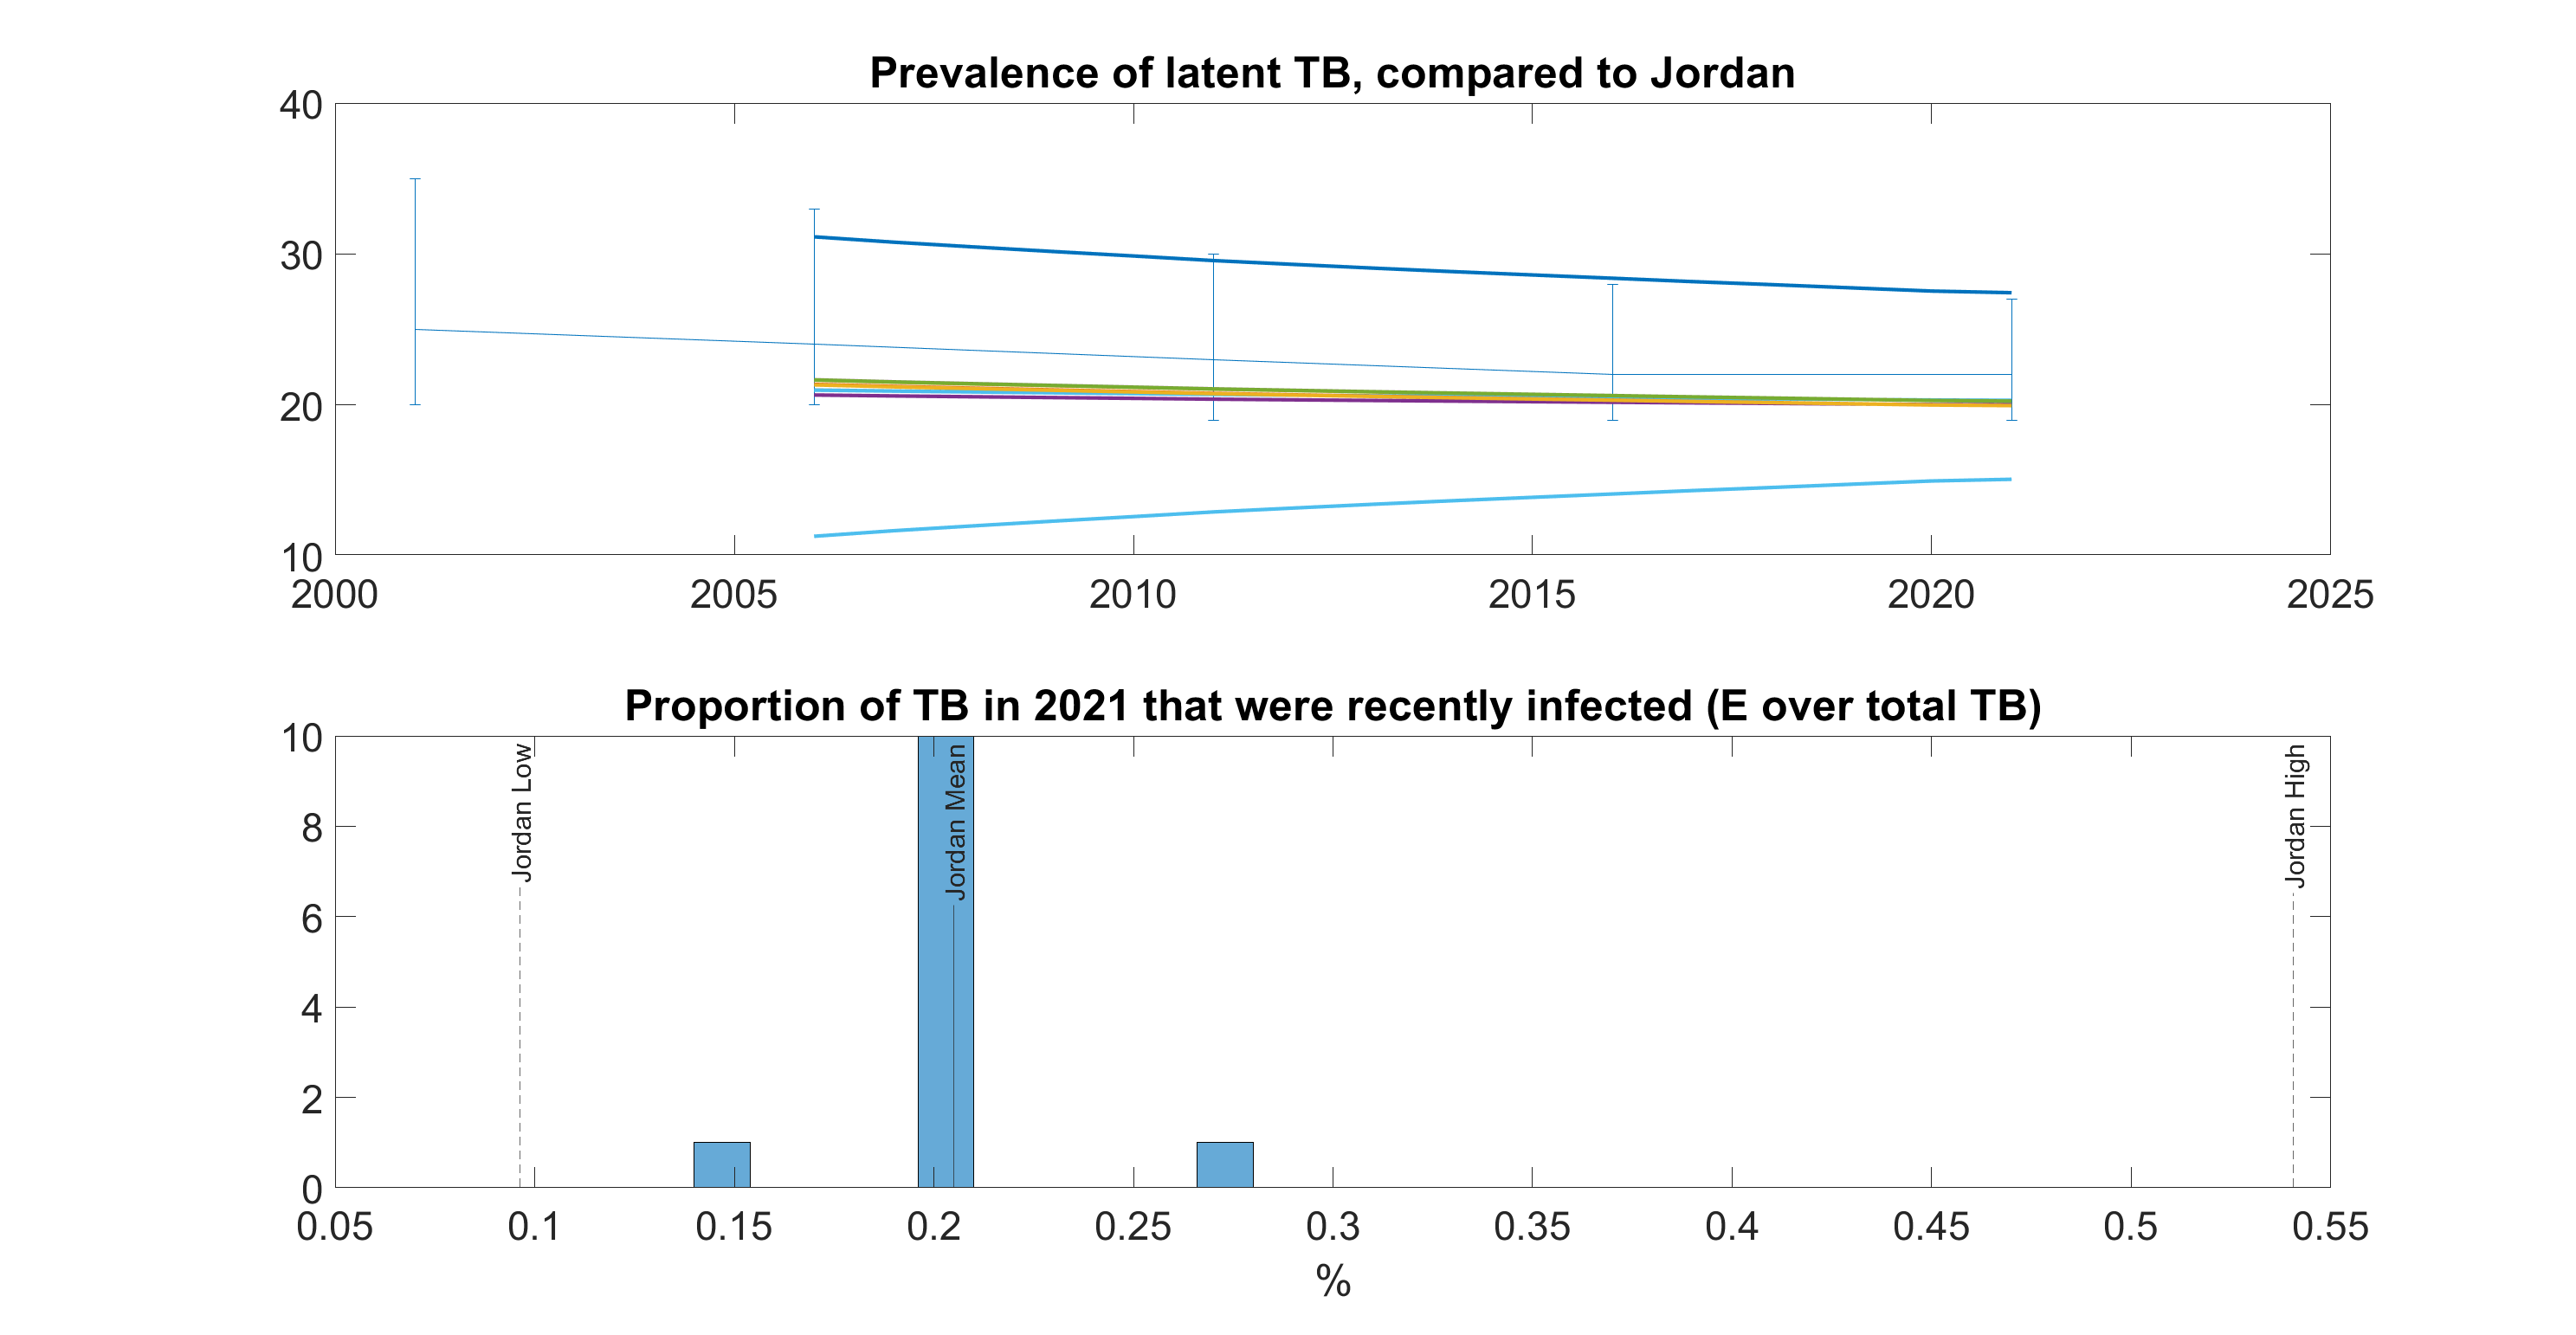 Prevalence of latent TB, compared to Jordan
40
30
20
10
2000 2005 2010 2015 2020 2025
Proportion of TB in 2021 that were recently infected (E over total TB)
10
8
6
4
2
0
Jordan Low
Jordan Mean
Jordan High
0.05 0.1 0.15 0.2 0.25 0.3 0.35 0.4 0.45 0.5 0.55
%